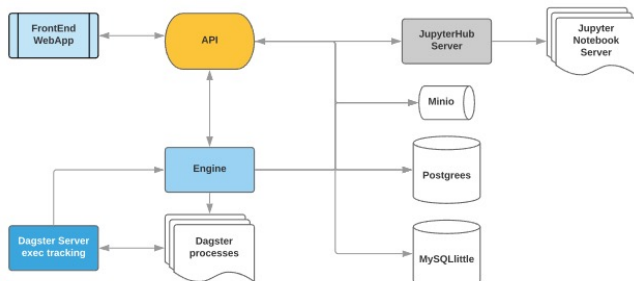 FrontEnd
WebApp
API
JupyterHub
Server
Jupyter
Notebook
Server
Minio
Engine
Postgrees
Dagster Server
exec tracking
Dagster
processes
MySQLlittle